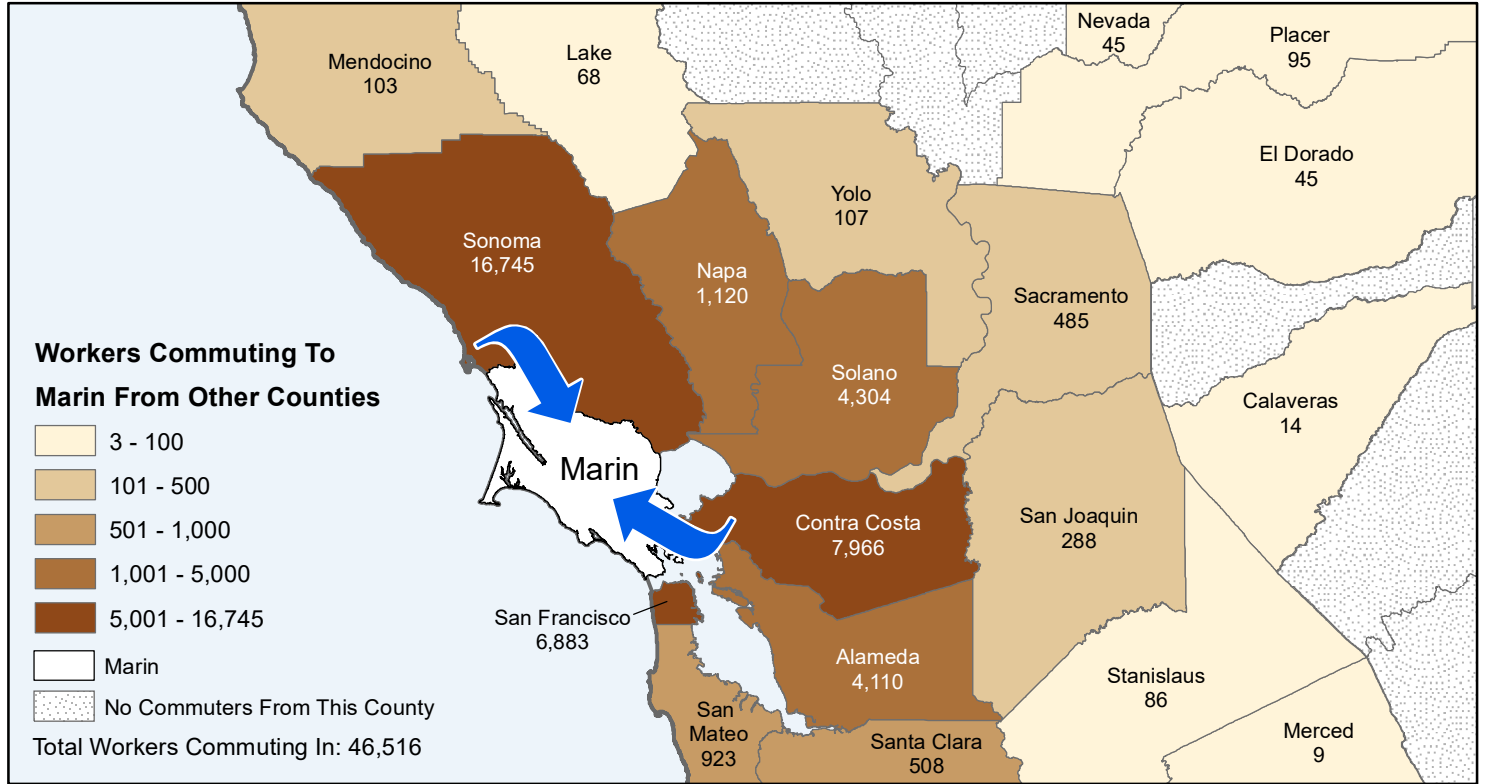 Mendocino
103
Lake
68
Nevada
45
Placer
95
El Dorado
45
Yolo
107
Sonoma
16,745
Napa
1,120
Sacramento
485
Solano
4,304
Calaveras
14
Marin
Contra Costa
7,966
San Joaquin
288
San Francisco
6,883
Alameda
4,110
Stanislaus
86
San
Mateo
923
Santa Clara
508
Merced
9
Workers Commuting To
Marin From Other Counties
3 - 100
101 - 500
501 - 1,000
1,001 - 5,000
5,001 - 16,745
Marin
No Commuters From This County
Total Workers Commuting In: 46,516